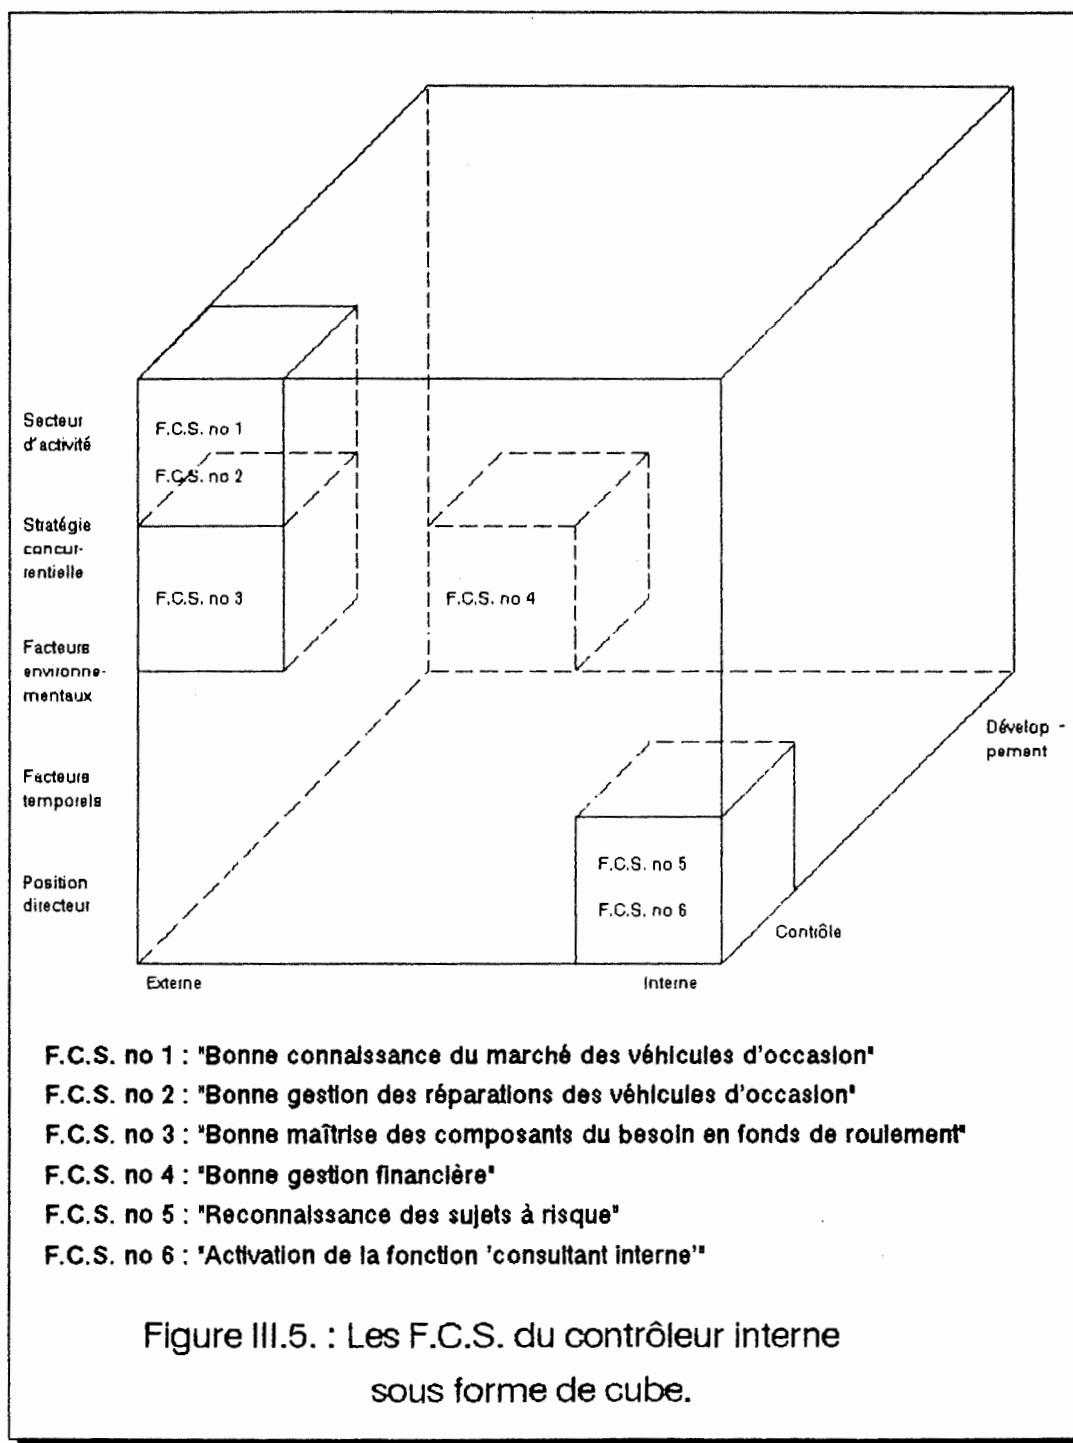 Secteur
d'activité
F.C.S. no 1
F.C.S. no 2
Stratégie
concur-
rentielle
F.C.S. no 3
F.C.S. no 4
Facteurs
environne-
mentaux
Dévelop -
pement
Facteurs
temporels
F.C.S. no 5
Position
directeur
F.C.S. no 6
Contrôle
Externe
Interne
F.C.S. no 1 : "Bonne connaissance du marché des véhicules d'occasion"
F.C.S. no 2 : "Bonne gestion des réparations des véhicules d'occasion"
F.C.S. no 3 : "Bonne maîtrise des composants du besoin en fonds de roulement"
F.C.S. no 4 : "Bonne gestion financière"
F.C.S. no 5 : "Reconnaissance des sujets à risque"
F.C.S. no 6 : "Activation de la fonction 'consultant interne'"
Figure III.5. : Les F.C.S. du contrôleur interne
sous forme de cube.